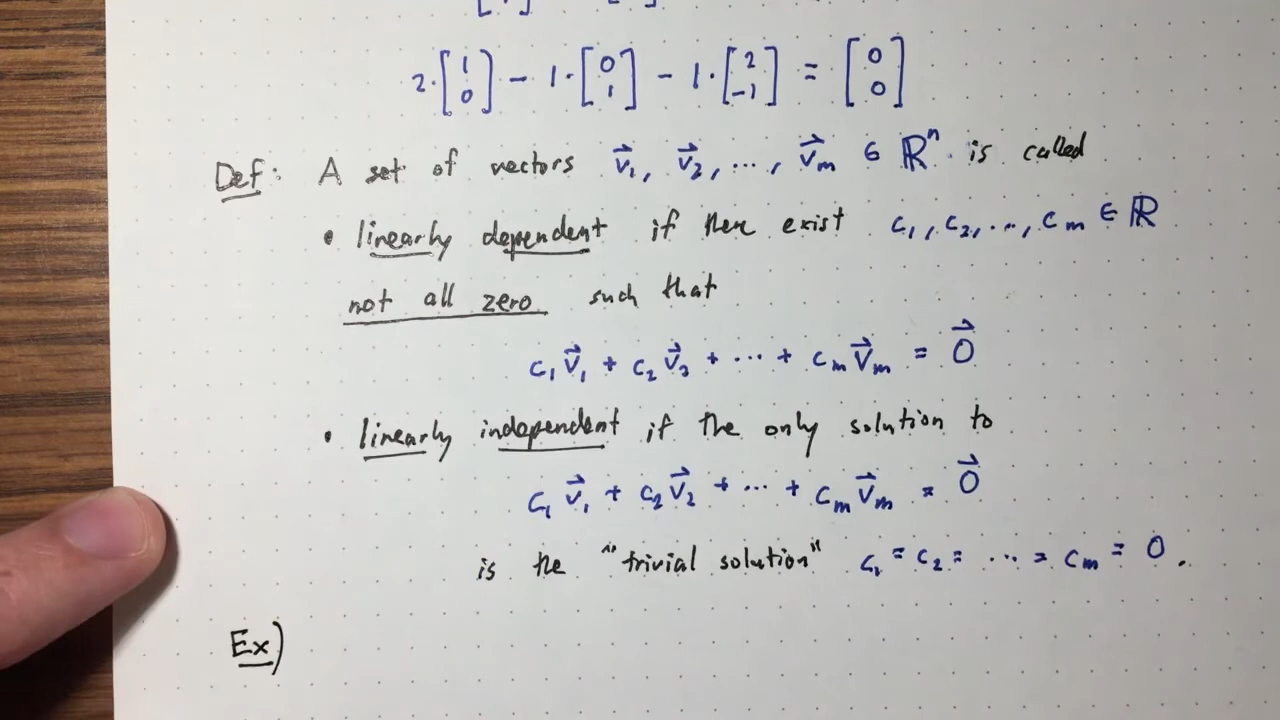 2·[1 0] − 1·[0 1] − 1·[2 −1] = [0 0]
Def: A set of vectors v⃗₁, v⃗₂, ..., v⃗ₘ ∈ ℝⁿ is called
• linearly dependent if there exist c₁, c₂, ..., cₘ ∈ ℝ
not all zero such that
c₁v⃗₁ + c₂v⃗₂ + ··· + cₘv⃗ₘ = 0⃗
• linearly independent if the only solution to
c₁v⃗₁ + c₂v⃗₂ + ··· + cₘv⃗ₘ = 0⃗
is the "trivial solution" c₁ = c₂ = ··· = cₘ = 0.
Ex)